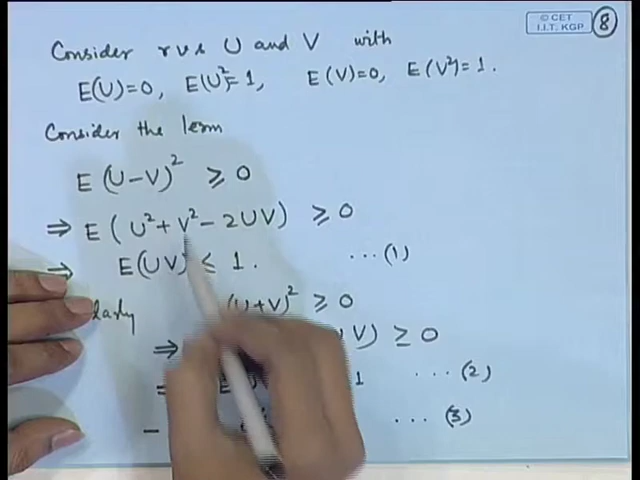 © CET
I.I.T. KGP
8
Consider r v s U and V with
E(U)=0, E(U²)=1, E(V)=0, E(V²)=1.
Consider the term
E(U-V)² ≥ 0
⇒ E(U²+V²-2UV) ≥ 0
⇒ E(UV) ≤ 1. ...(1)
(U+V)² ≥ 0
⇒ V) ≥ 0
1 ...(2)
- ...(3)